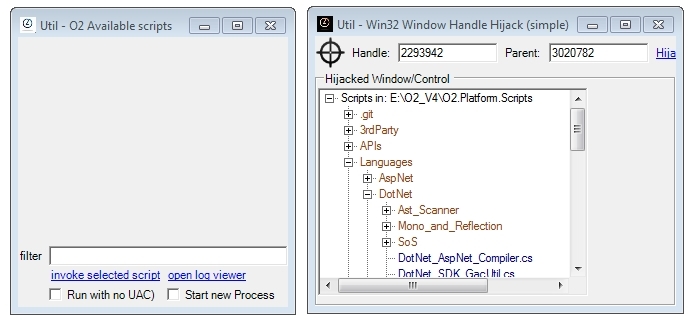 Util - O2 Available scripts
filter
invoke selected script open log viewer
Run with no UAC) Start new Process
Util - Win32 Window Handle Hijack (simple)
Handle: 2293942 Parent: 3020782 Hija
Hijacked Window/Control
Scripts in: E:\O2_V4\O2.Platform.Scripts
.git
3rdParty
APIs
Languages
AspNet
DotNet
Ast_Scanner
Mono_and_Reflection
SoS
DotNet_AspNet_Compiler.cs
DotNet_SDK_GacUtil.cs